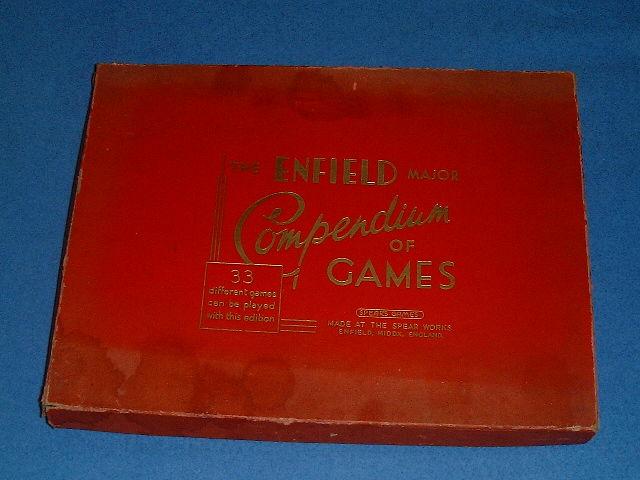 THE ENFIELD MAJOR
Compendium
OF
GAMES
33
different games
can be played
with this edition
SPEARS GAMES
MADE AT THE SPEAR WORKS
ENFIELD, MIDDX, ENGLAND.